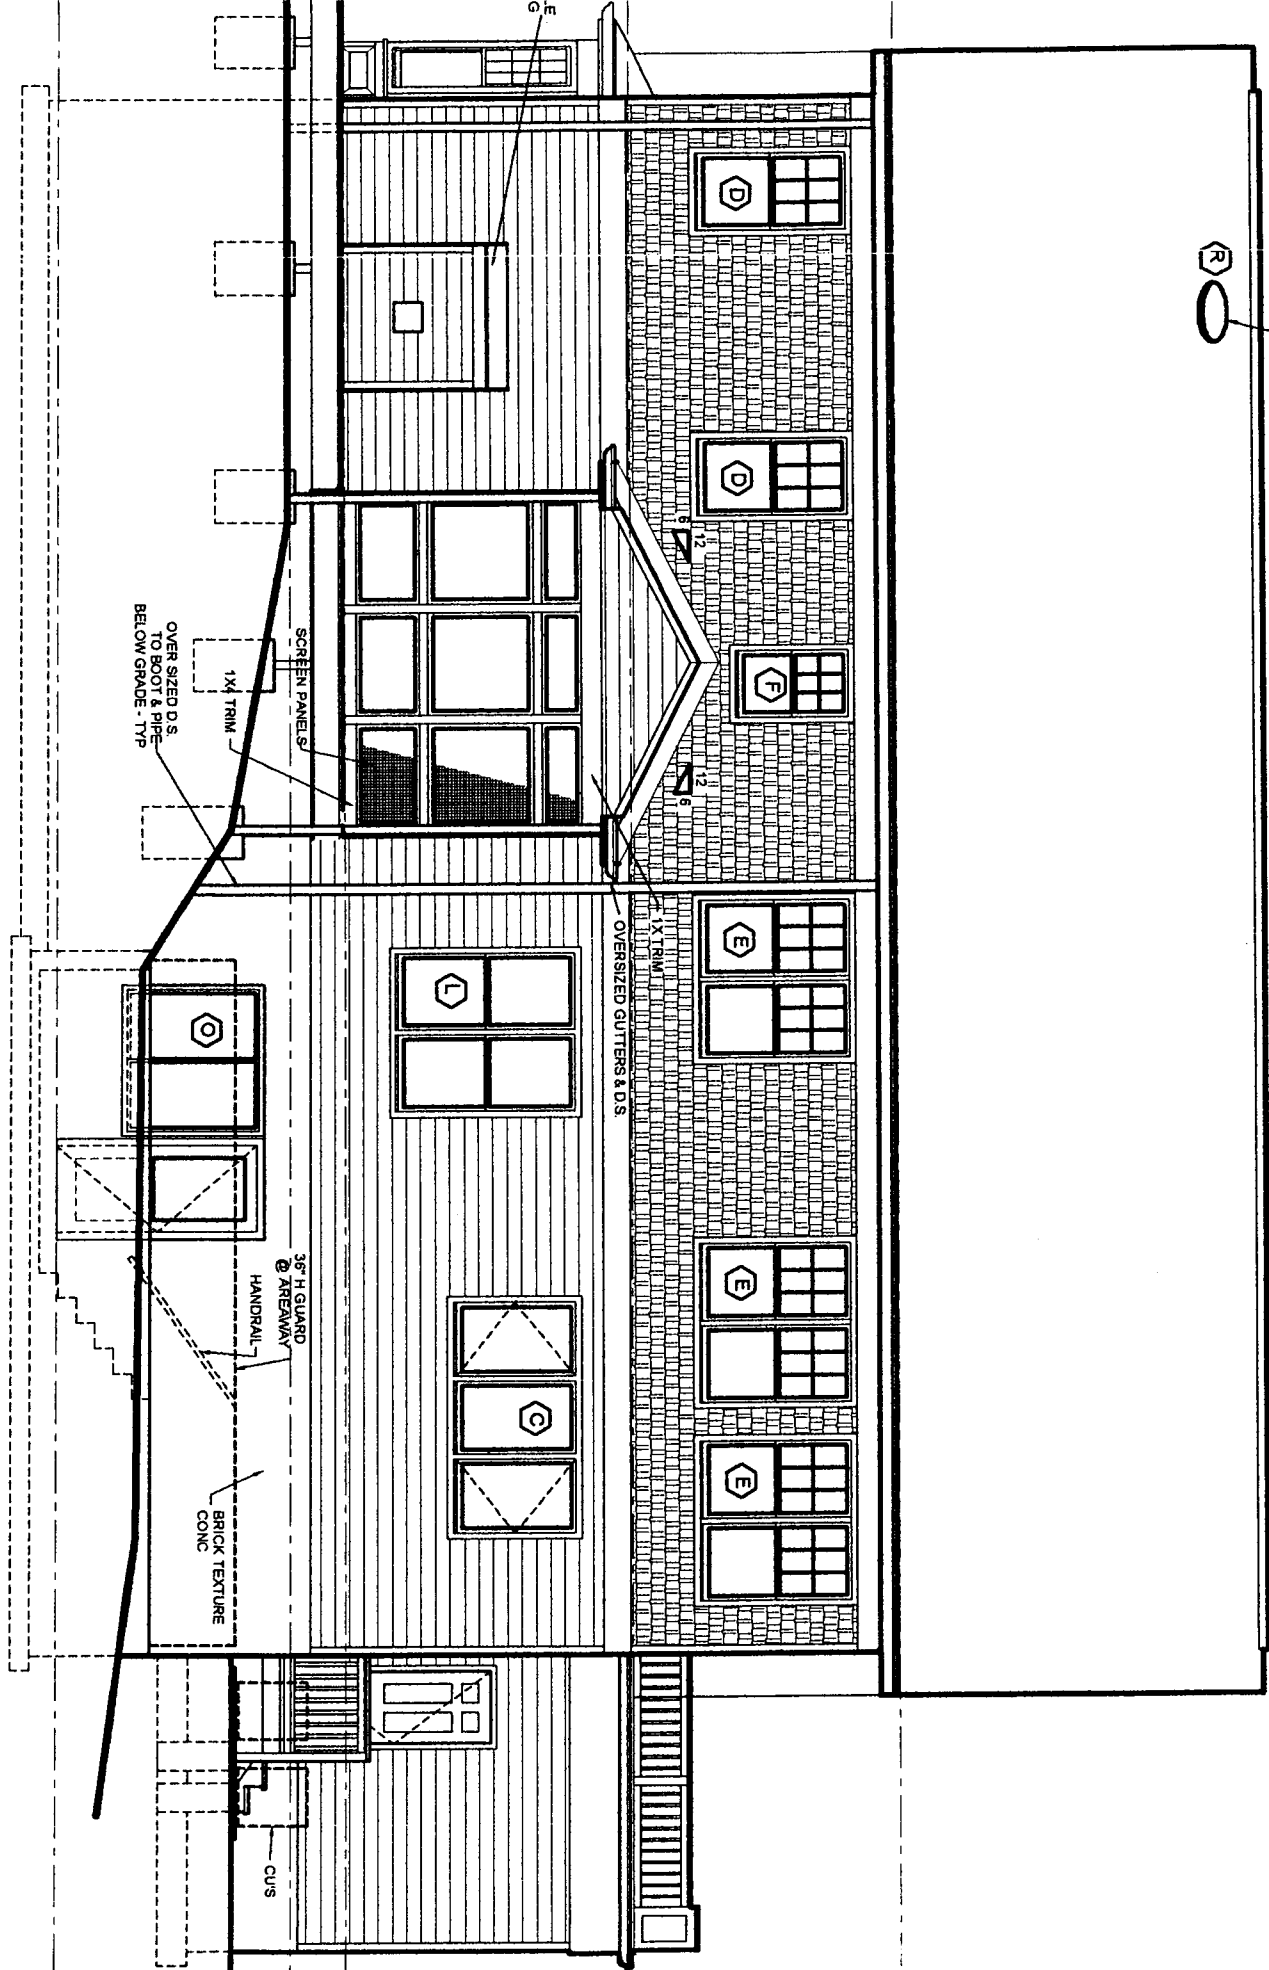 E
G
R
D
D
F
12
6
12
6
E
E
E
1X TRIM
OVERSIZED GUTTERS & D.S.
L
C
SCREEN PANELS
1X4 TRIM
OVER SIZED D.S.
TO BOOT & PIPE
BELOW GRADE - TYP
O
36" H GUARD
@ AREAWAY
HANDRAIL
BRICK TEXTURE
CONC
CU'S